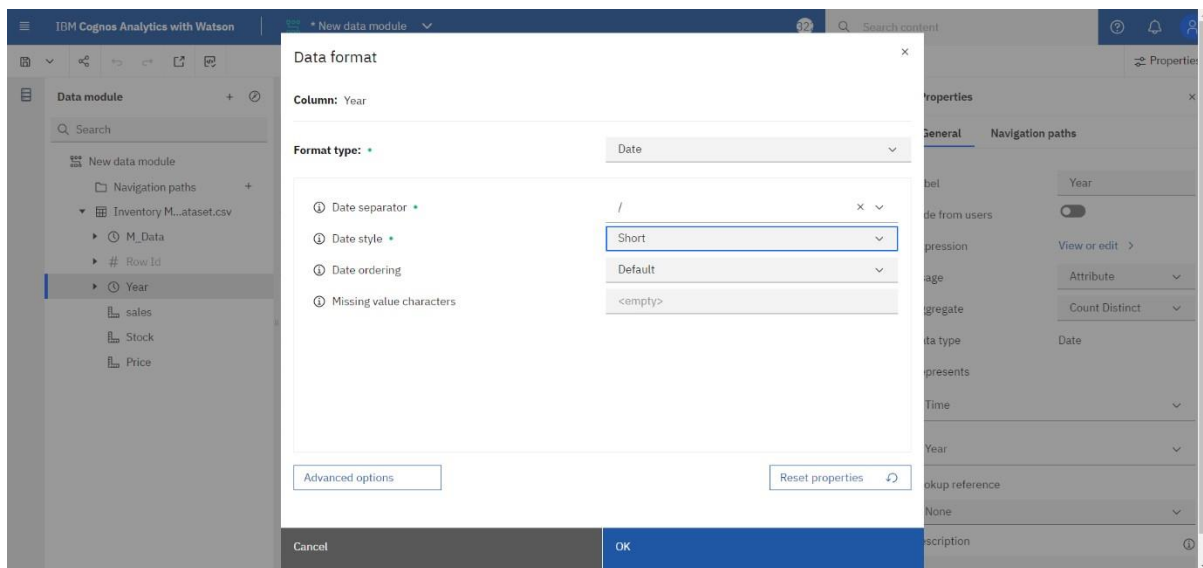 IBM Cognos Analytics with Watson
* New data module
32
Search content
Properties
Data module
Search
New data module
Navigation paths
Inventory M...ataset.csv
M_Data
# Row Id
Year
sales
Stock
Price
Data format
Column: Year
Format type: •
Date
Date separator •
/
Date style •
Short
Date ordering
Default
Missing value characters
<empty>
Advanced options
Reset properties
Cancel
OK
roperties
General
Navigation paths
bel
Year
de from users
pression
View or edit
age
Attribute
ggregate
Count Distinct
ta type
Date
presents
Time
Year
okup reference
None
scription